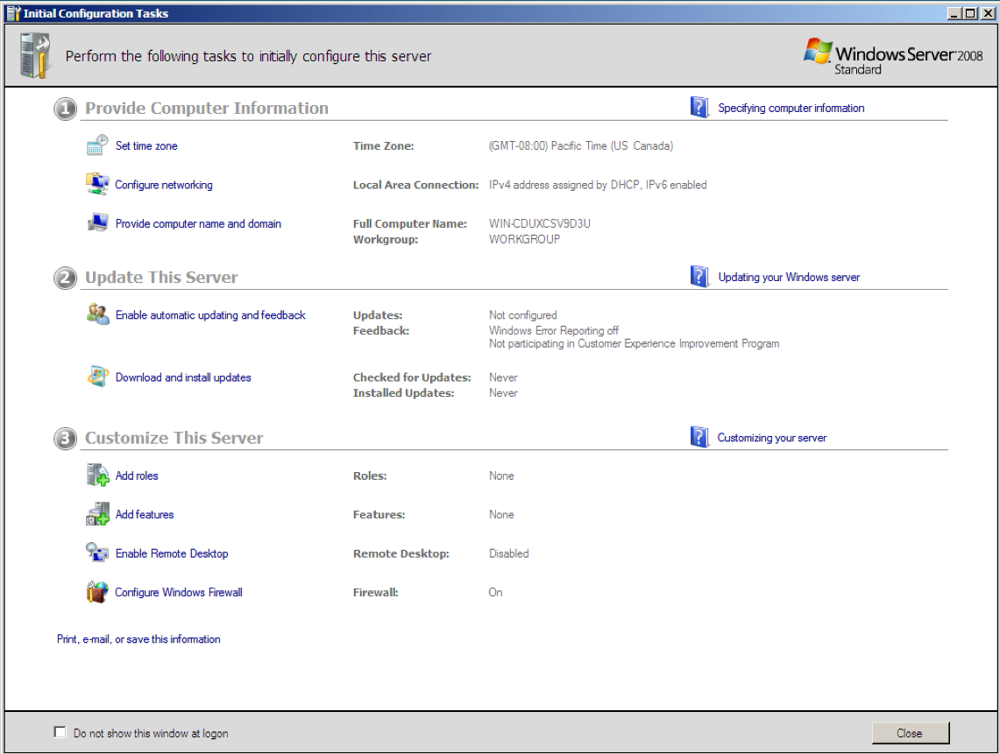 Initial Configuration Tasks
Perform the following tasks to initially configure this server
Windows Server 2008
Standard
1 Provide Computer Information
Specifying computer information
Set time zone Time Zone: (GMT-08:00) Pacific Time (US Canada)
Configure networking Local Area Connection: IPv4 address assigned by DHCP, IPv6 enabled
Provide computer name and domain Full Computer Name: WIN-CDUXCSV9D3U
Workgroup: WORKGROUP
2 Update This Server
Updating your Windows server
Enable automatic updating and feedback Updates: Not configured
Feedback: Windows Error Reporting off
Not participating in Customer Experience Improvement Program
Download and install updates Checked for Updates: Never
Installed Updates: Never
3 Customize This Server
Customizing your server
Add roles Roles: None
Add features Features: None
Enable Remote Desktop Remote Desktop: Disabled
Configure Windows Firewall Firewall: On
Print, e-mail, or save this information
Do not show this window at logon
Close